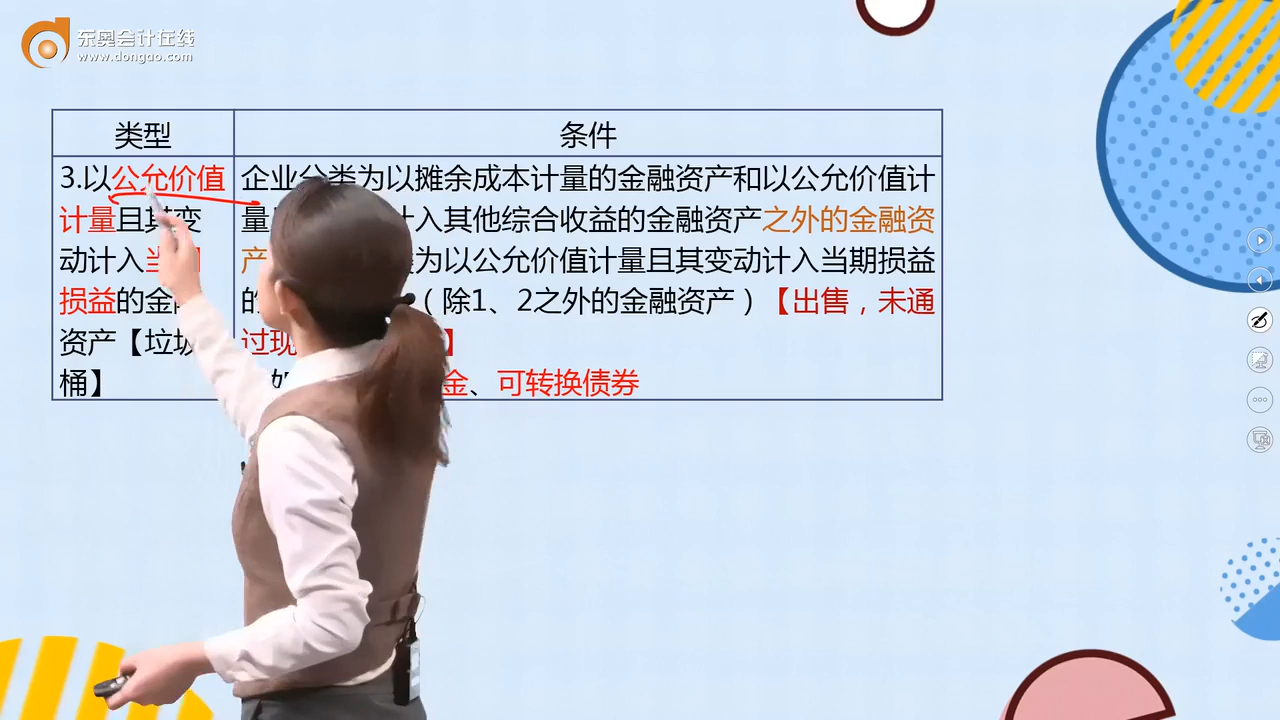 东奥会计在线
www.dongao.com
类型
条件
3.以公允价值
计量且其变
动计入当
损益的金融
资产【垃圾
桶】
企业分类为以摊余成本计量的金融资产和以公允价值计
量 计入其他综合收益的金融资产之外的金融资
产 为以公允价值计量且其变动计入当期损益
的 （除1、2之外的金融资产）【出售，未通
过现 】
如 金、可转换债券